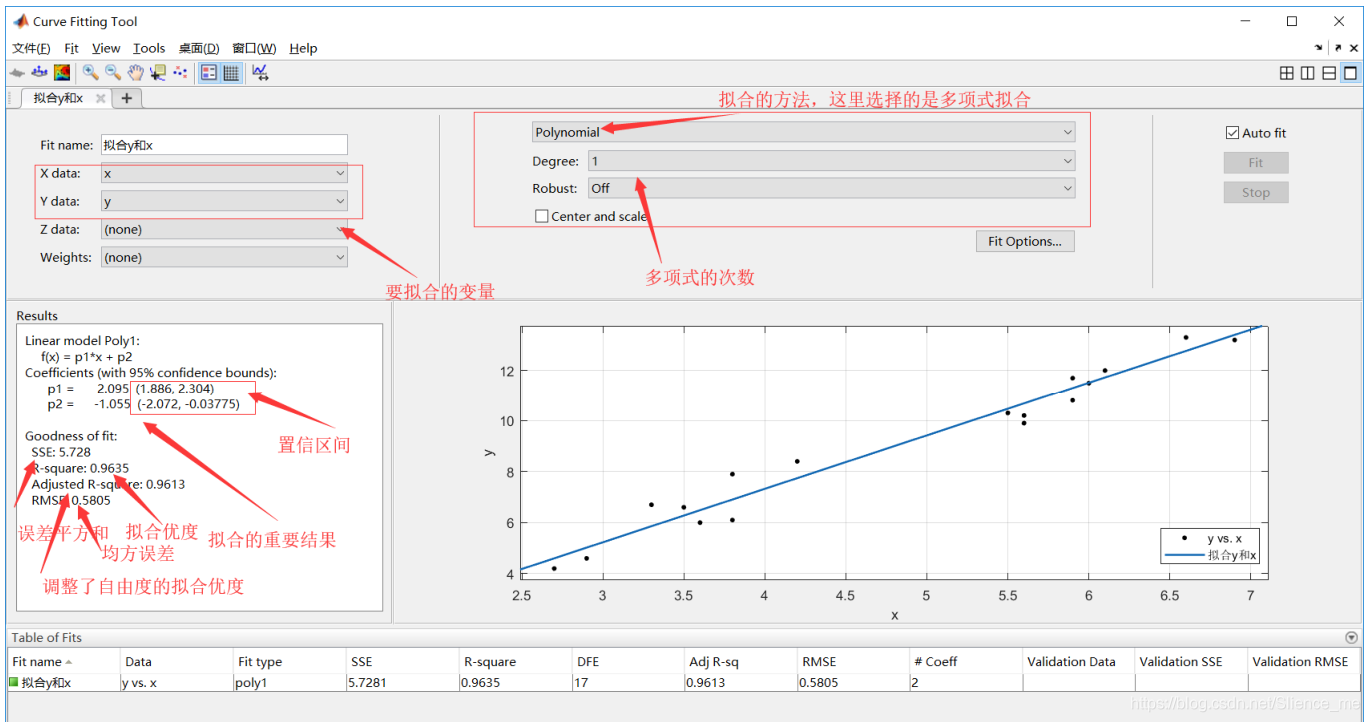 Curve Fitting Tool
文件(F) Fit View Tools 桌面(D) 窗口(W) Help
拟合y和x
拟合的方法，这里选择的是多项式拟合
Fit name: 拟合y和x
X data: x
Y data: y
Z data: (none)
Weights: (none)
要拟合的变量
Polynomial
Degree: 1
Robust: Off
Center and scale
Fit Options...
多项式的次数
Auto fit
Fit
Stop
Results
Linear model Poly1:
f(x) = p1*x + p2
Coefficients (with 95% confidence bounds):
p1 = 2.095 (1.886, 2.304)
p2 = -1.055 (-2.072, -0.03775)
置信区间
Goodness of fit:
SSE: 5.728
R-square: 0.9635
Adjusted R-square: 0.9613
RMSE: 0.5805
误差平方和 拟合优度 拟合的重要结果
均方误差
调整了自由度的拟合优度
y
12
10
8
6
4
2.5 3 3.5 4 4.5 5 5.5 6 6.5 7
x
y vs. x
拟合y和x
Table of Fits
Fit name Data Fit type SSE R-square DFE Adj R-sq RMSE # Coeff Validation Data Validation SSE Validation RMSE
拟合y和x y vs. x poly1 5.7281 0.9635 17 0.9613 0.5805 2
https://blog.csdn.net/Slience_me